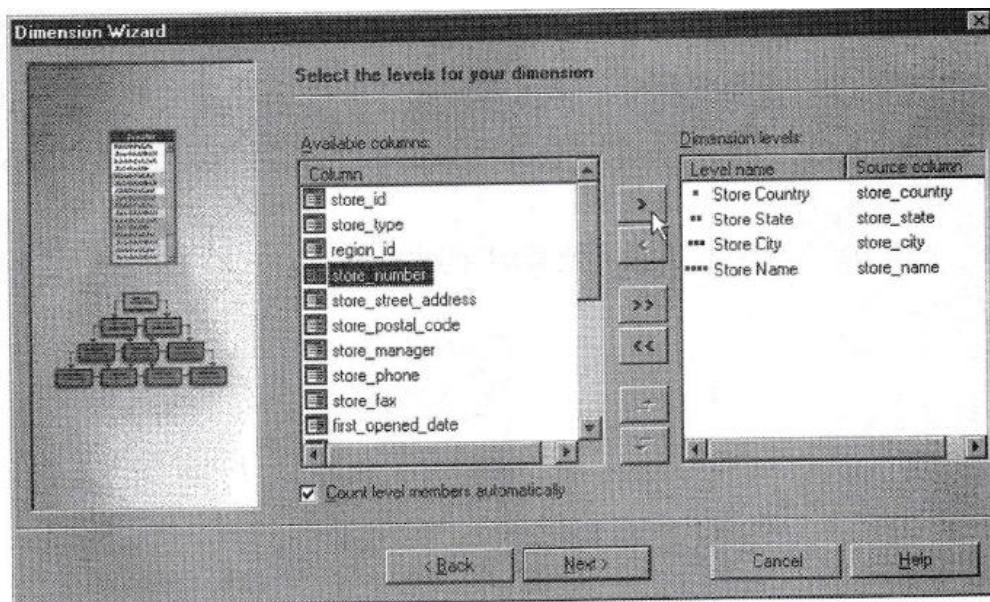 Dimension Wizard
Select the levels for your dimension
Available columns:
Column
store_id
store_type
region_id
store_number
store_street_address
store_postal_code
store_manager
store_phone
store_fax
first_opened_date
>
<
>>
<<
Dimension levels:
Level name Source column
Store Country store_country
Store State store_state
Store City store_city
Store Name store_name
Count level members automatically
< Back
Next >
Cancel
Help